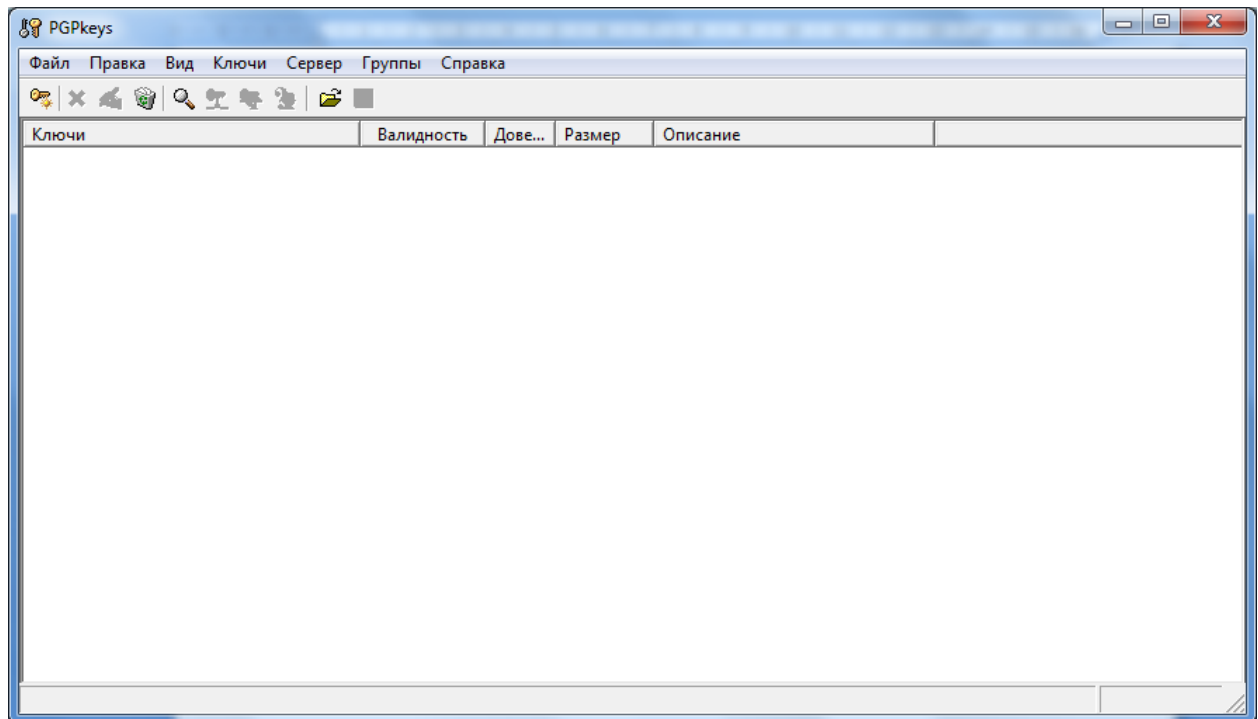 PGPkeys
Файл Правка Вид Ключи Сервер Группы Справка
Ключи Валидность Дове... Размер Описание